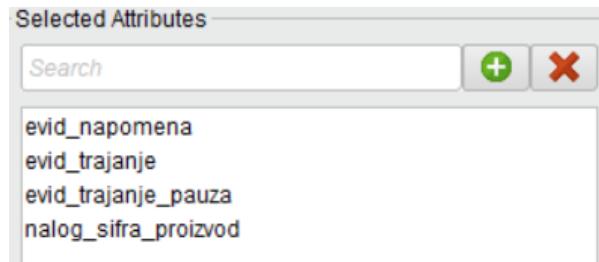 Selected Attributes
Search
evid_napomena
evid_trajanje
evid_trajanje_pauza
nalog_sifra_proizvod